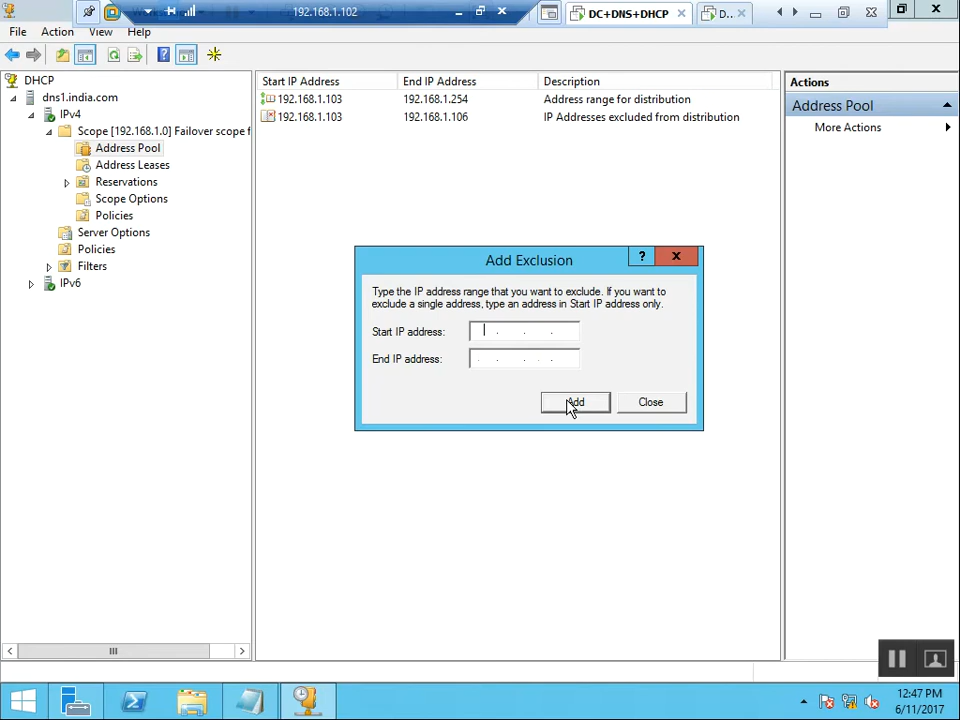 192.168.1.102
DC+DNS+DHCP
D..
File Action View Help
DHCP
dns1.india.com
IPv4
Scope [192.168.1.0] Failover scope f
Address Pool
Address Leases
Reservations
Scope Options
Policies
Server Options
Policies
Filters
IPv6
Start IP Address End IP Address Description
192.168.1.103 192.168.1.254 Address range for distribution
192.168.1.103 192.168.1.106 IP Addresses excluded from distribution
Actions
Address Pool
More Actions
Add Exclusion
Type the IP address range that you want to exclude. If you want to
exclude a single address, type an address in Start IP address only.
Start IP address:
End IP address:
Add Close
12:47 PM
6/11/2017